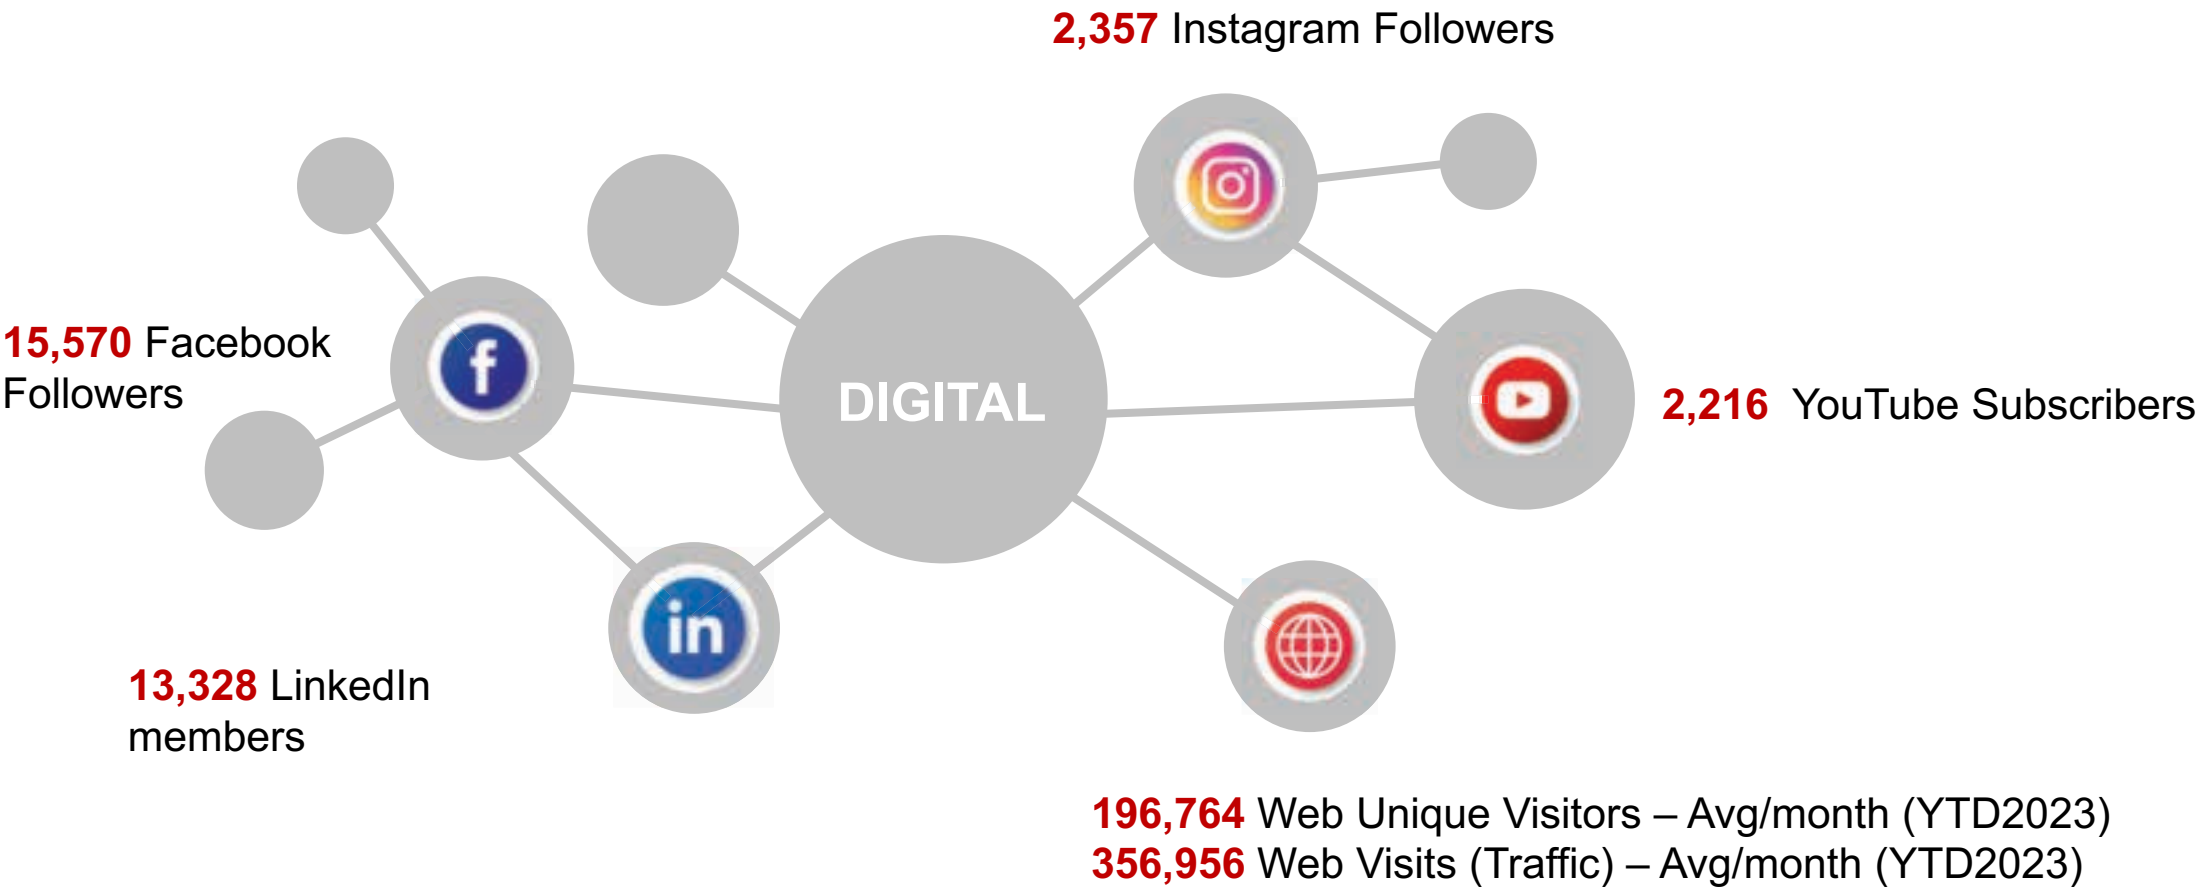 2,357 Instagram Followers
15,570 Facebook
Followers
f
DIGITAL
2,216 YouTube Subscribers
in
13,328 LinkedIn
members
196,764 Web Unique Visitors – Avg/month (YTD2023)
356,956 Web Visits (Traffic) – Avg/month (YTD2023)